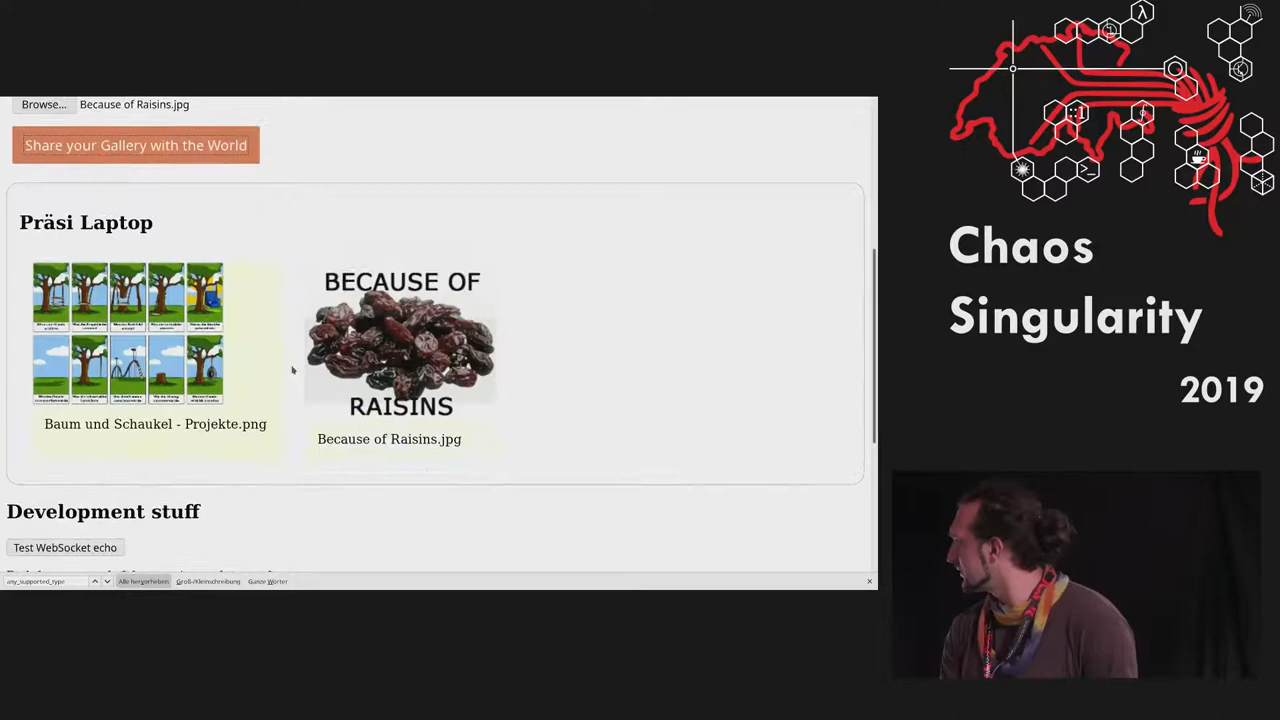 Browse...
Because of Raisins.jpg
Share your Gallery with the World
Präsi Laptop
BECAUSE OF
RAISINS
Baum und Schaukel - Projekte.png
Because of Raisins.jpg
Development stuff
Test WebSocket echo
any_supported_type
Alle hervorheben
Groß-/Kleinschreibung
Ganze Wörter
λ
::1
>_
Chaos
Singularity
2019